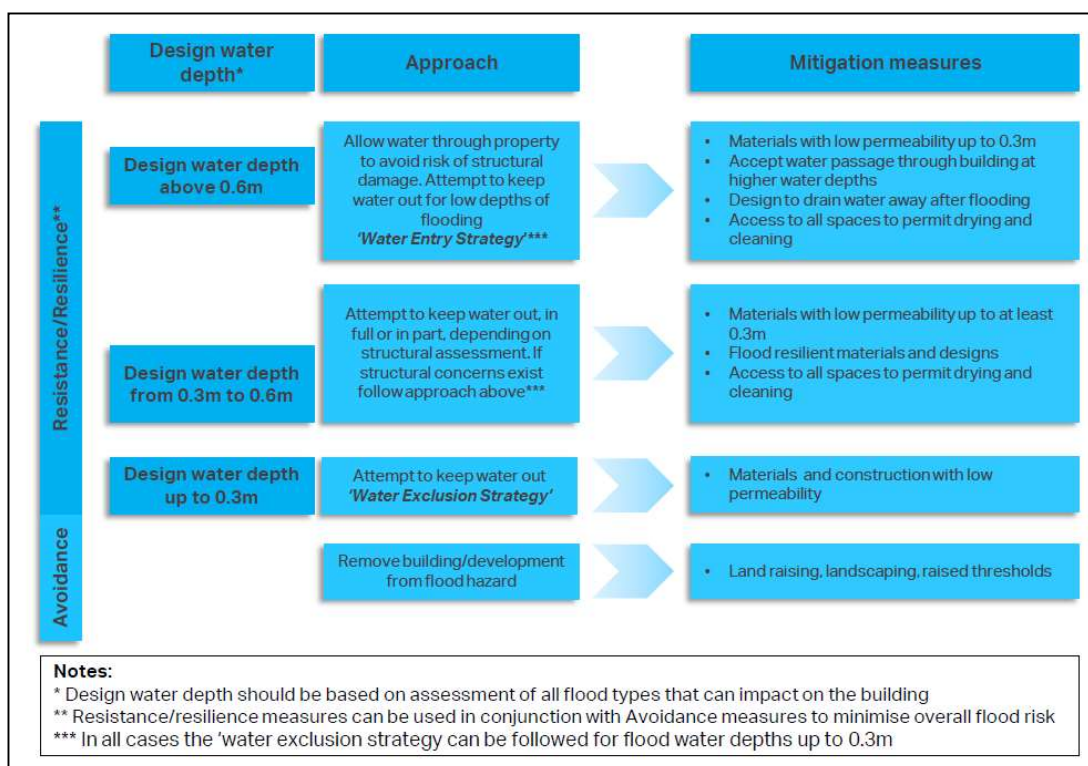 Design water
depth*
Approach
Mitigation measures
Resistance/Resilience**
Design water depth
above 0.6m
Allow water through property
to avoid risk of structural
damage. Attempt to keep
water out for low depths of
flooding
‘Water Entry Strategy’***
• Materials with low permeability up to 0.3m
• Accept water passage through building at
higher water depths
• Design to drain water away after flooding
• Access to all spaces to permit drying and
cleaning
Design water depth
from 0.3m to 0.6m
Attempt to keep water out, in
full or in part, depending on
structural assessment. If
structural concerns exist
follow approach above***
• Materials with low permeability up to at least
0.3m
• Flood resilient materials and designs
• Access to all spaces to permit drying and
cleaning
Design water depth
up to 0.3m
Attempt to keep water out
‘Water Exclusion Strategy’
• Materials and construction with low
permeability
Avoidance
Remove building/development
from flood hazard
• Land raising, landscaping, raised thresholds
Notes:
* Design water depth should be based on assessment of all flood types that can impact on the building
** Resistance/resilience measures can be used in conjunction with Avoidance measures to minimise overall flood risk
*** In all cases the ‘water exclusion strategy can be followed for flood water depths up to 0.3m